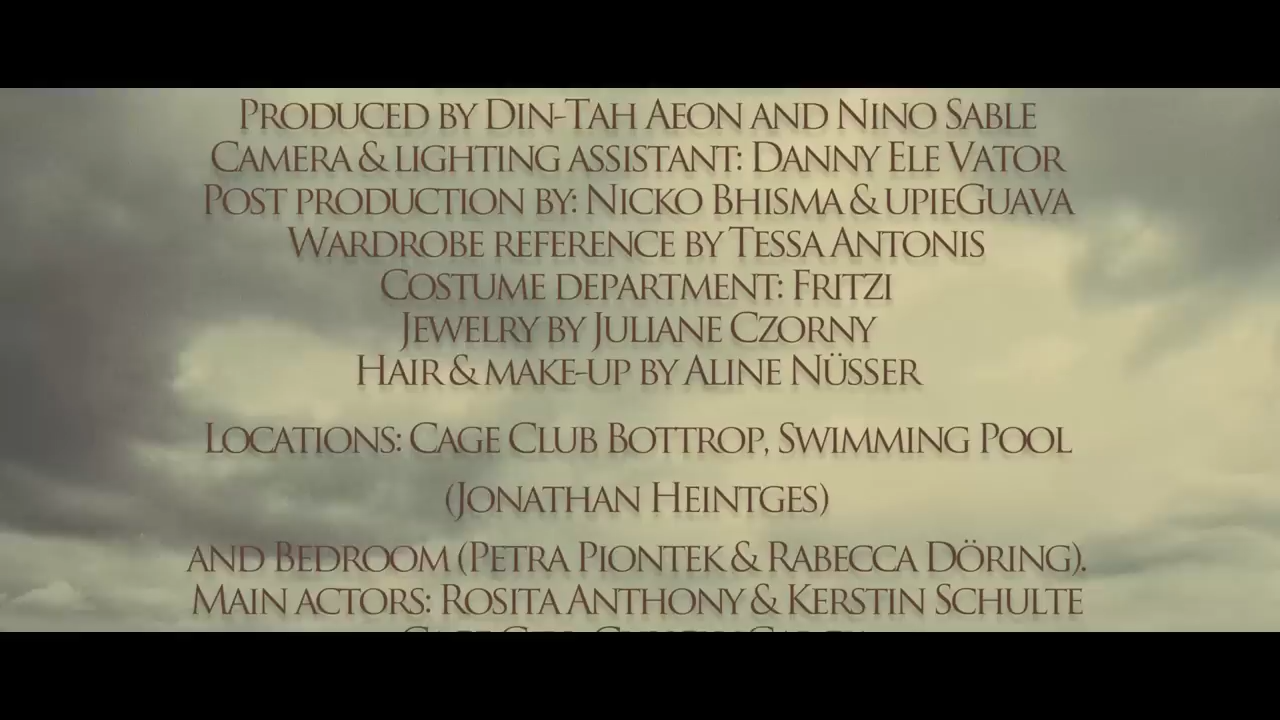 Produced by Din-Tah Aeon and Nino Sable
Camera & lighting assistant: Danny Ele Vator
Post production by: Nicko Bhisma & upieGuava
Wardrobe reference by Tessa Antonis
Costume department: Fritzi
Jewelry by Juliane Czorny
Hair & make-up by Aline Nüsser
Locations: Cage Club Bottrop, Swimming Pool
(Jonathan Heintges)
and Bedroom (Petra Piontek & Rabecca Döring).
Main actors: Rosita Anthony & Kerstin Schulte